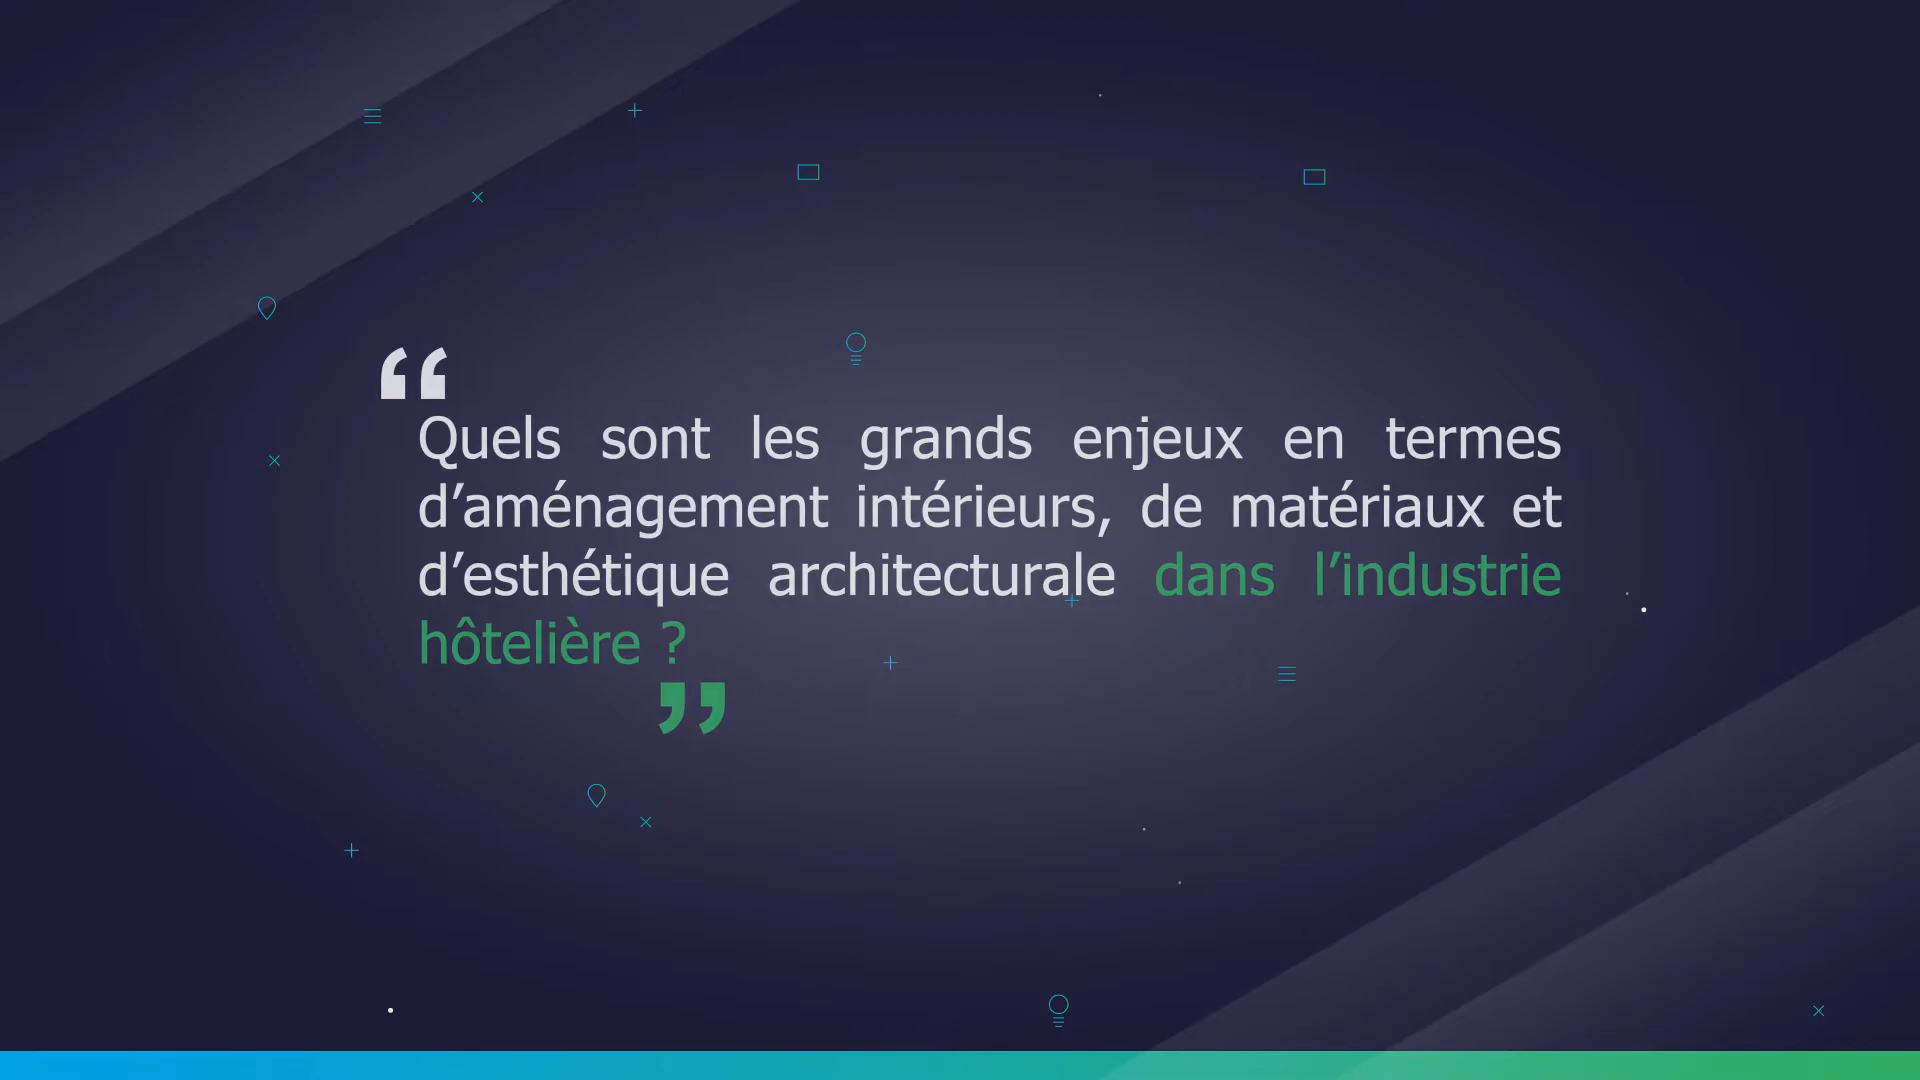 “
Quels sont les grands enjeux en termes
d’aménagement intérieurs, de matériaux et
d’esthétique architecturale dans l’industrie
hôtelière ?
”